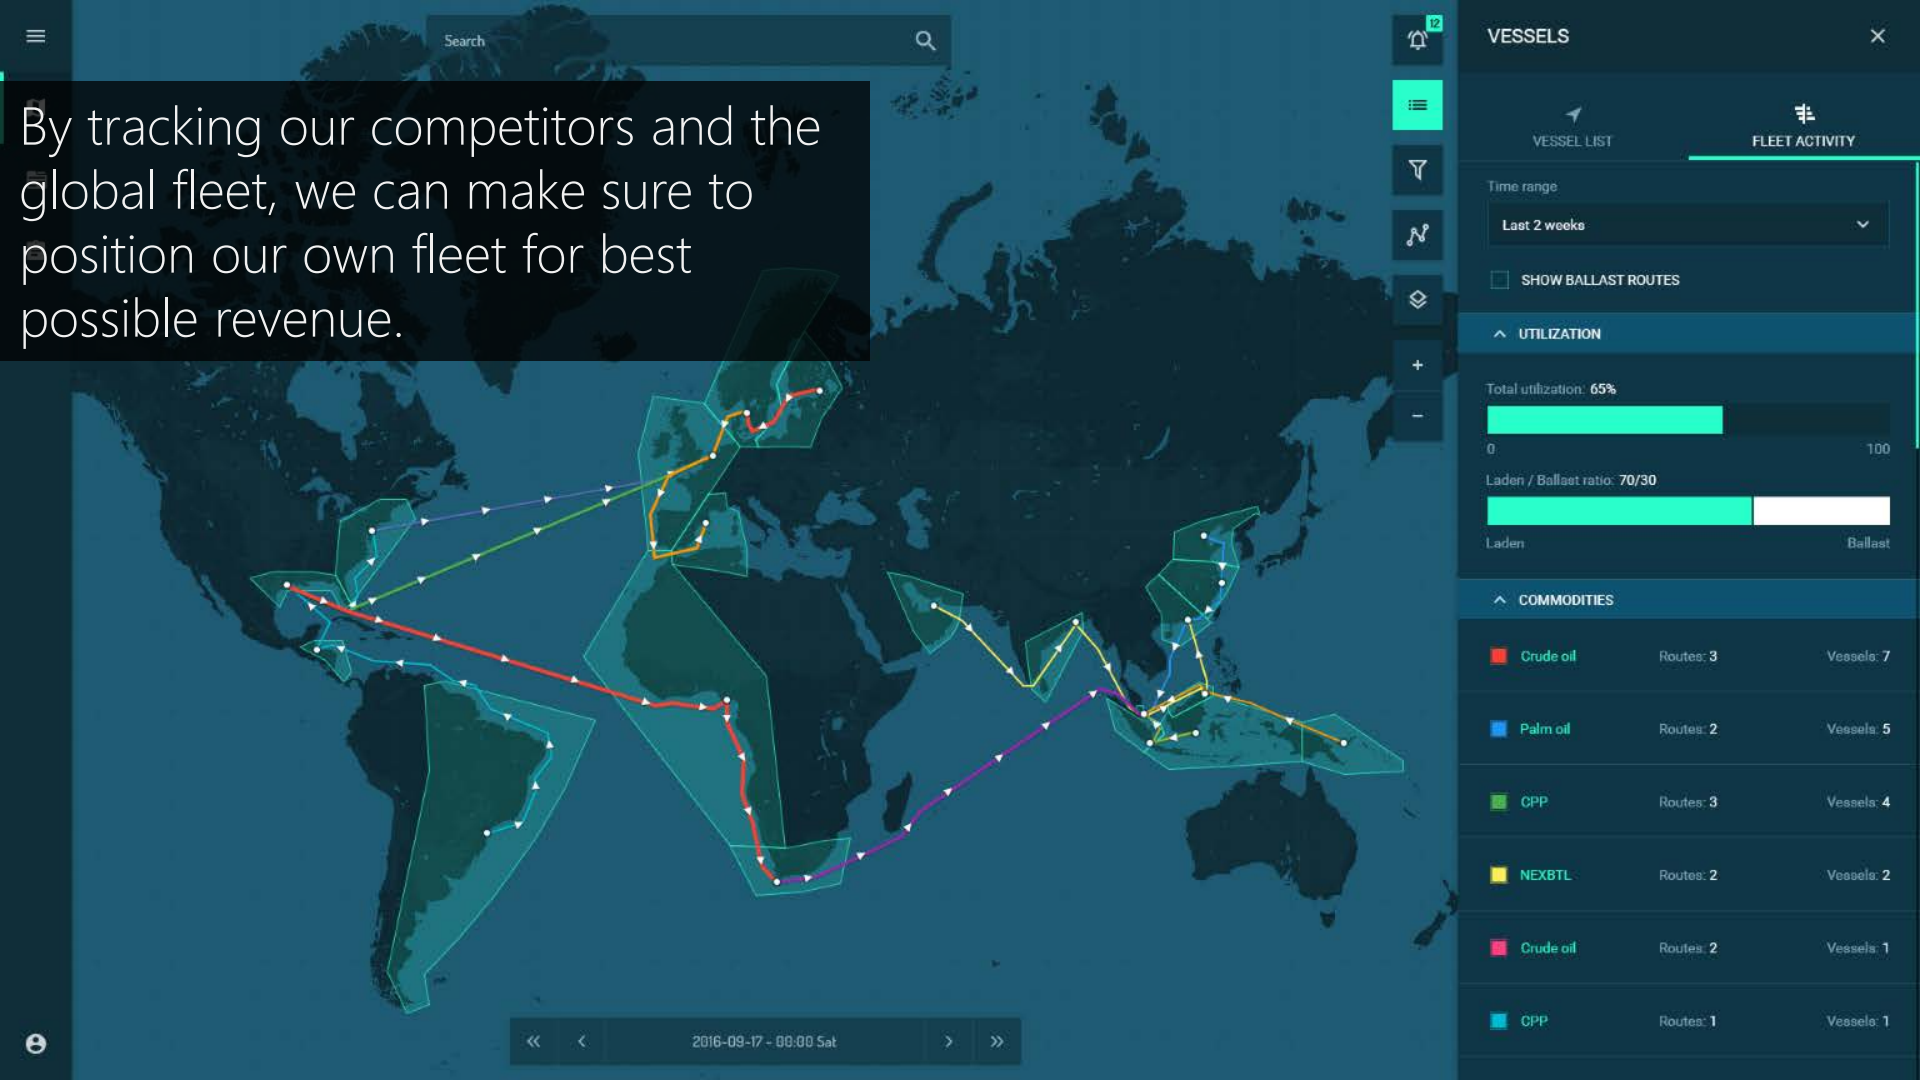 Search
12
By tracking our competitors and the
global fleet, we can make sure to
position our own fleet for best
possible revenue.
2016-09-17 - 00:00 Sat
VESSELS
VESSEL LIST
FLEET ACTIVITY
Time range
Last 2 weeks
SHOW BALLAST ROUTES
UTILIZATION
Total utilization: 65%
0 100
Laden / Ballast ratio: 70/30
Laden Ballast
COMMODITIES
Crude oil Routes: 3 Vessels: 7
Palm oil Routes: 2 Vessels: 5
CPP Routes: 3 Vessels: 4
NEXBTL Routes: 2 Vessels: 2
Crude oil Routes: 2 Vessels: 1
CPP Routes: 1 Vessels: 1